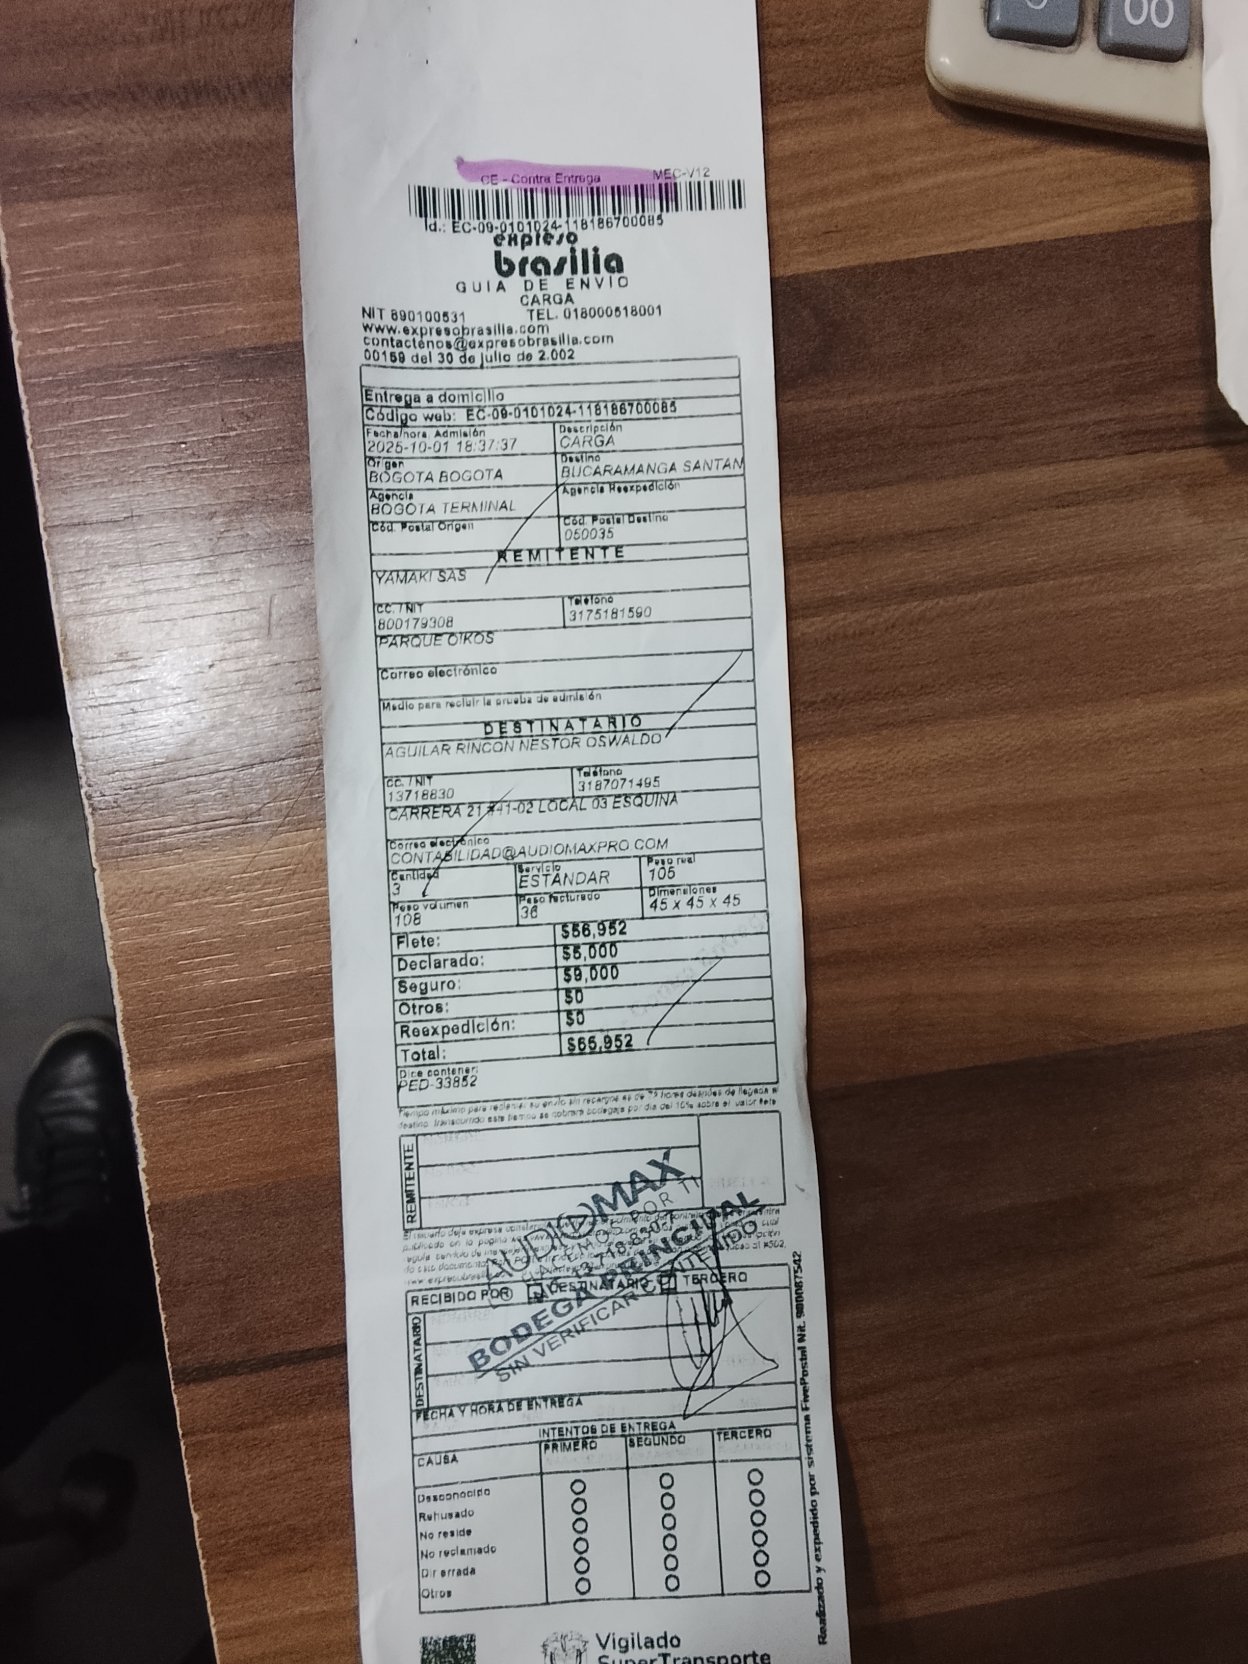 00
CE - Contra Entrega MEC-V12
Id.: EC-09-0101024-118186700085
expreso
brasilia
GUIA DE ENVIO
CARGA
NIT 890100531 TEL. 018000518001
www.expresobrasilia.com
contactenos@expresobrasilia.com
00159 del 30 de julio de 2.002
Entrega a domicilio
Código web: EC-09-0101024-118186700085
Fecha/hora. Admisión Descripción
2025-10-01 18:37:37 CARGA
Origen Destino
BOGOTA BOGOTA BUCARAMANGA SANTAN
Agencia Agencia Reexpedición
BOGOTA TERMINAL
Cód. Postal Origen Cód. Postal Destino
050035
REMITENTE
YAMAKI SAS
CC. / NIT Teléfono
800179308 3175181590
PARQUE OIKOS
Correo electrónico
Medio para recibir la prueba de admisión
DESTINATARIO
AGUILAR RINCON NESTOR OSWALDO
CC. / NIT Teléfono
13718830 3187071495
CARRERA 21 #41-02 LOCAL 03 ESQUINA
Correo electrónico
CONTABILIDAD@AUDIOMAXPRO COM
Cantidad Servicio Peso real
3 ESTANDAR 105
Peso volumen Peso facturado Dimensiones
108 36 45 x 45 x 45
Flete: $56,952
Declarado: $5,000
Seguro: $9,000
Otros: $0
Reexpedición: $0
Total: $65,952
Dice contener:
PED-33852
REMITENTE
AUDIOMAX
POR TI
BODEGA PRINCIPAL
SIN VERIFICAR CONTENIDO
RECIBIDO POR DESTINATARIO TERCERO
DESTINATARIO
FECHA Y HORA DE ENTREGA
INTENTOS DE ENTREGA
CAUSA PRIMERO SEGUNDO TERCERO
Desconocido
Rehusado
No reside
No reclamado
Dir errada
Otros
Realizado y expedido por sistema FivePostal Nit. 900087542
Vigilado
SuperTransporte